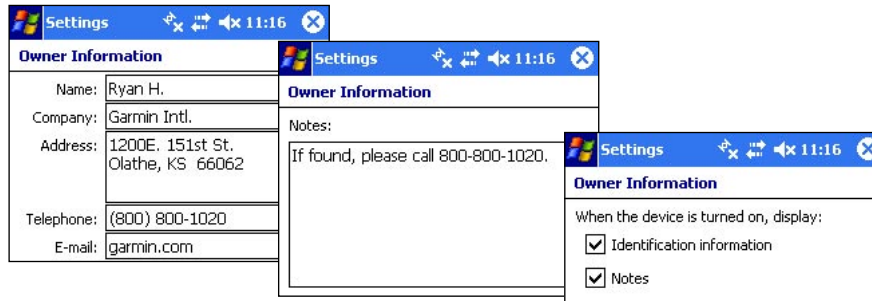 Settings 11:16
Owner Information
Name: Ryan H.
Company: Garmin Intl.
Address: 1200E. 151st St.
Olathe, KS 66062
Telephone: (800) 800-1020
E-mail: garmin.com
Settings 11:16
Owner Information
Notes:
If found, please call 800-800-1020.
Settings 11:16
Owner Information
When the device is turned on, display:
Identification information
Notes